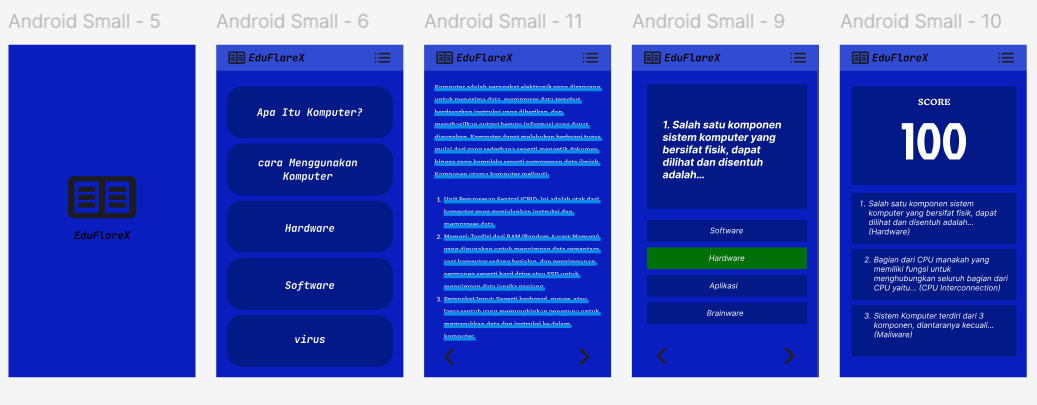 Android Small - 5
Android Small - 6
Android Small - 11
Android Small - 9
Android Small - 10
EduFlareX
EduFlareX
Apa Itu Komputer?
cara Menggunakan
Komputer
Hardware
Software
virus
EduFlareX
Komputer adalah perangkat elektronik yang dirancang
untuk menerima data, memproses data tersebut
berdasarkan instruksi yang diberikan, dan
menghasilkan output berupa informasi yang dapat
digunakan. Komputer dapat melakukan berbagai tugas
mulai dari yang sederhana seperti mengetik dokumen
hingga yang kompleks seperti pemrosesan data ilmiah.
Komponen utama komputer meliputi:
1. Unit Pemrosesan Sentral (CPU): Ini adalah otak dari
komputer yang menjalankan instruksi dan
memproses data.
2. Memori: Terdiri dari RAM (Random Access Memory)
yang digunakan untuk menyimpan data sementara
saat komputer sedang berjalan, dan penyimpanan
permanen seperti hard drive atau SSD untuk
menyimpan data jangka panjang.
3. Perangkat Input: Seperti keyboard, mouse, atau
layar sentuh yang memungkinkan pengguna untuk
memasukkan data dan instruksi ke dalam
komputer.
EduFlareX
1. Salah satu komponen
sistem komputer yang
bersifat fisik, dapat
dilihat dan disentuh
adalah...
Software
Hardware
Aplikasi
Brainware
EduFlareX
SCORE
100
1. Salah satu komponen sistem
komputer yang bersifat fisik, dapat
dilihat dan disentuh adalah...
(Hardware)
2. Bagian dari CPU manakah yang
memiliki fungsi untuk
menghubungkan seluruh bagian dari
CPU yaitu... (CPU Interconnection)
3. Sistem Komputer terdiri dari 3
komponen, diantaranya kecuali...
(Maliware)